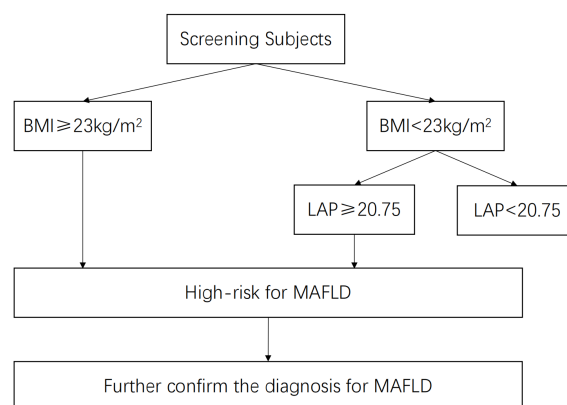 Screening Subjects
BMI≥23kg/m²
BMI<23kg/m²
LAP≥20.75
LAP<20.75
High-risk for MAFLD
Further confirm the diagnosis for MAFLD